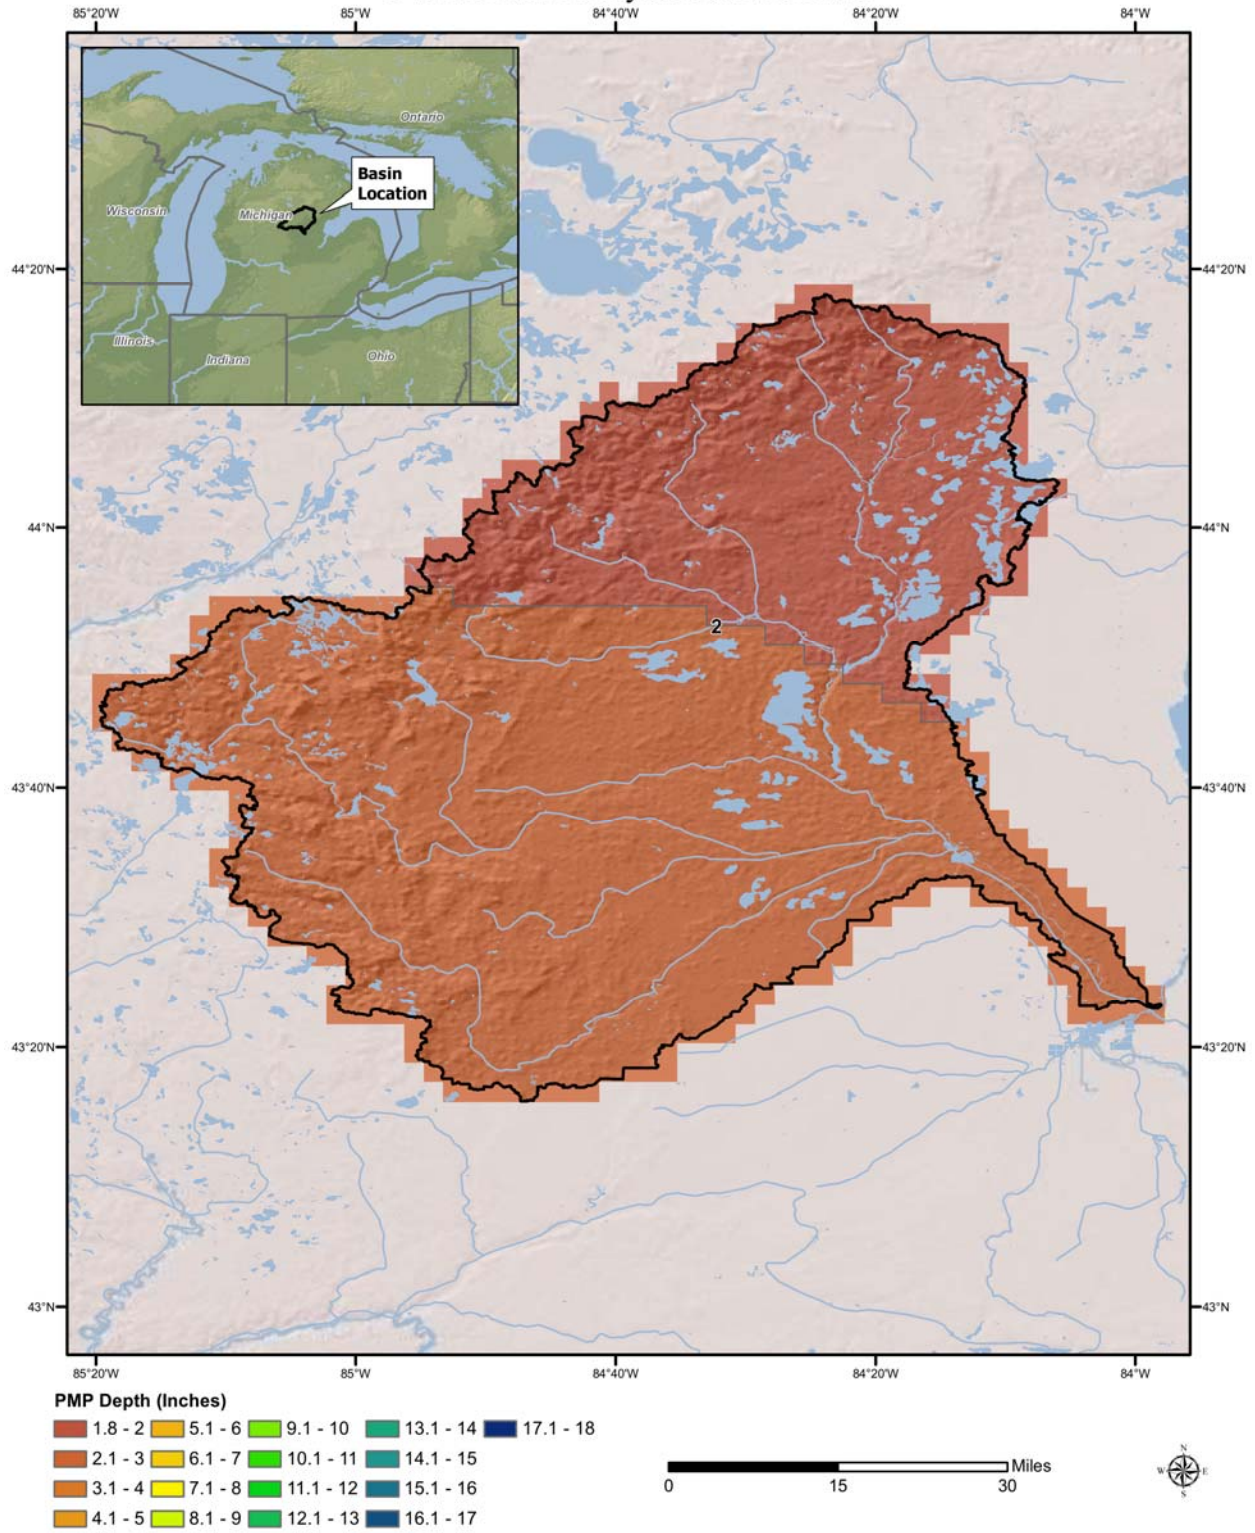 85°20'W 85°W 84°40'W 84°20'W 84°W
Ontario
Basin
Location
Wisconsin
Michigan
Illinois
Indiana
Ohio
44°20'N 44°20'N
44°N 44°N
2
43°40'N 43°40'N
43°20'N 43°20'N
43°N 43°N
85°20'W 85°W 84°40'W 84°20'W 84°W
PMP Depth (Inches)
1.8 - 2 5.1 - 6 9.1 - 10 13.1 - 14 17.1 - 18
2.1 - 3 6.1 - 7 10.1 - 11 14.1 - 15
3.1 - 4 7.1 - 8 11.1 - 12 15.1 - 16
4.1 - 5 8.1 - 9 12.1 - 13 16.1 - 17
Miles
0 15 30
N
W E
S